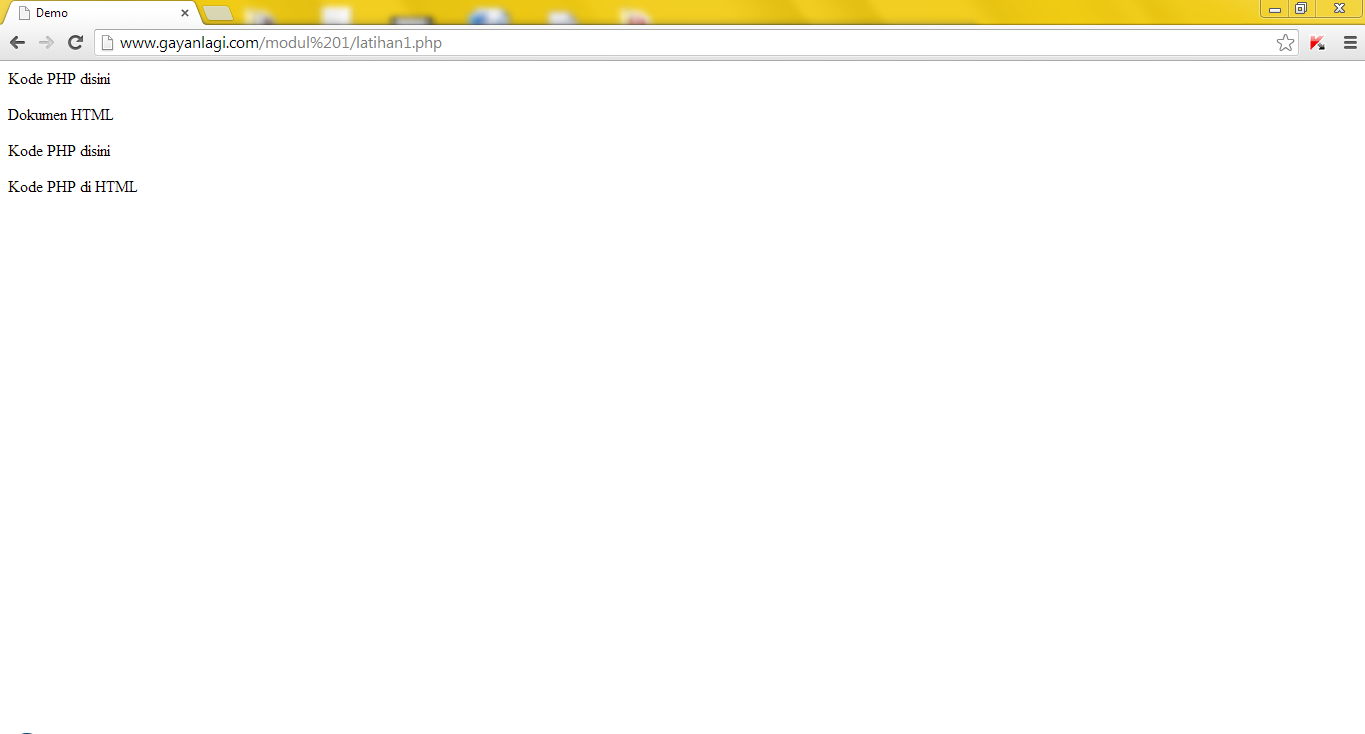 Demo
www.gayanlagi.com/modul%201/latihan1.php
Kode PHP disini
Dokumen HTML
Kode PHP disini
Kode PHP di HTML